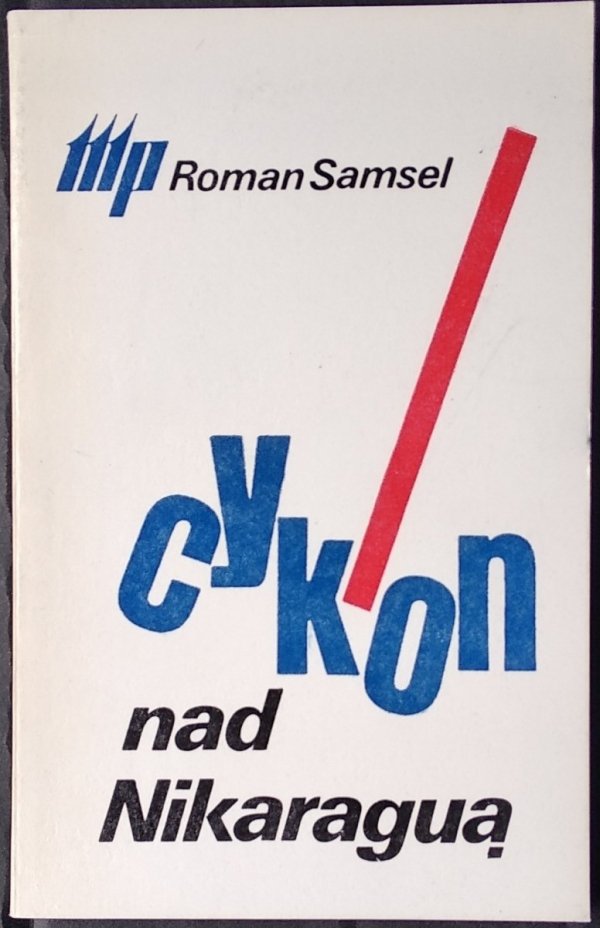 mp Roman Samsel
cyklon
nad
Nikaraguą